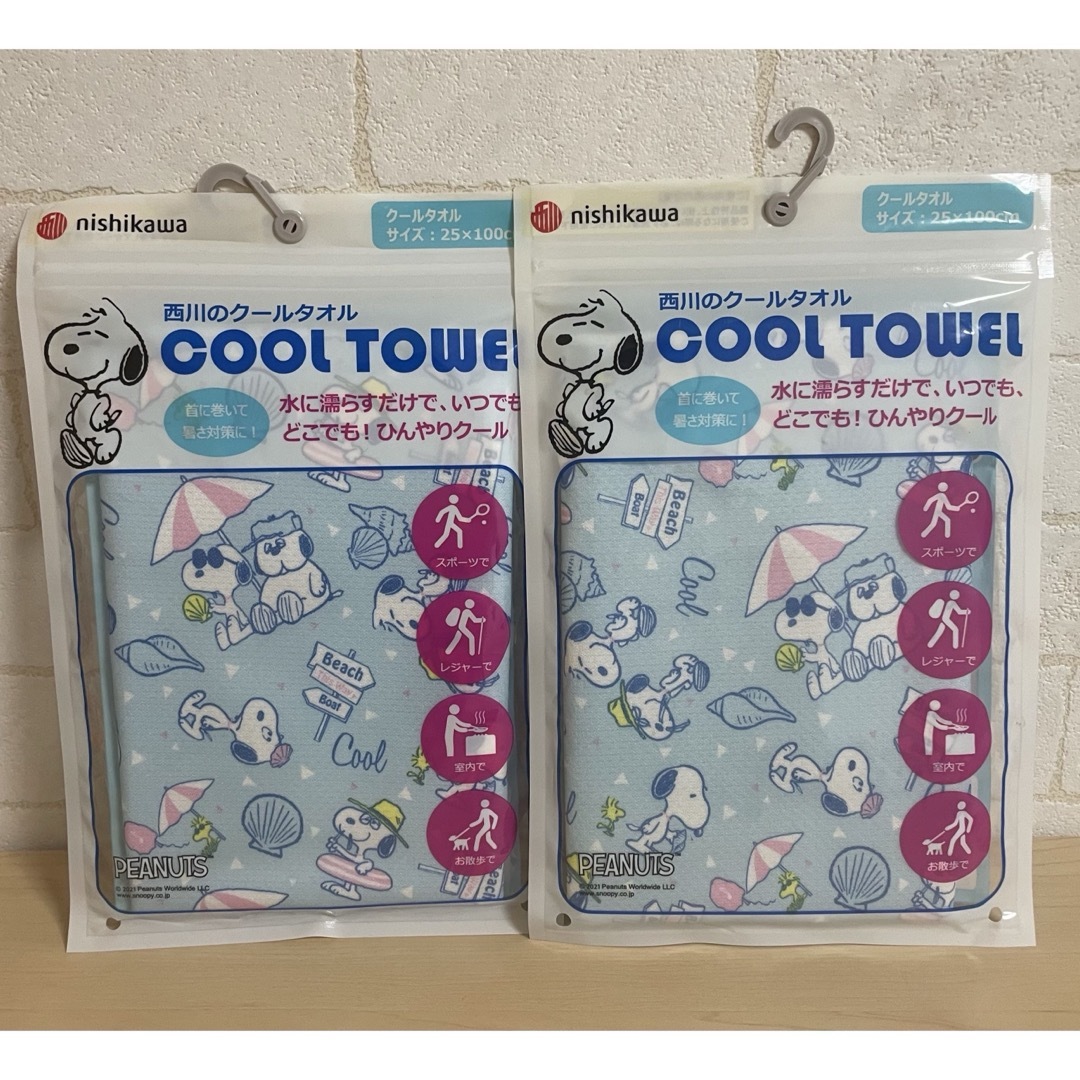 nishikawa
クールタオル
サイズ：25×100c
西川のクールタオル
COOL TOWEL
首に巻いて
暑さ対策に！
水に濡らすだけで、いつでも
どこでも！ひんやりクール
スポーツで
レジャーで
室内で
お散歩で
Beach
This Way
Boat
Cool
PEANUTS
© 2021 Peanuts Worldwide LLC
www.snoopy.co.jp
nishikawa
クールタオル
サイズ：25×100cm
西川のクールタオル
COOL TOWEL
首に巻いて
暑さ対策に！
水に濡らすだけで、いつでも、
どこでも！ひんやりクール
スポーツで
レジャーで
室内で
お散歩で
Beach
This Way
Boat
Cool
PEANUTS
© 2021 Peanuts Worldwide LLC
www.snoopy.co.jp